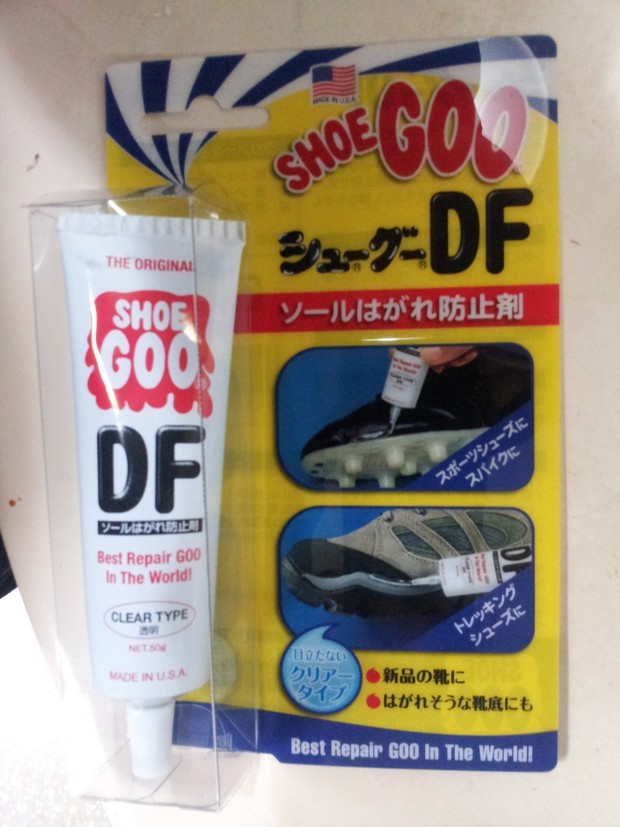 MADE IN U.S.A.
SHOE GOO
シューグー® DF
ソールはがれ防止剤
スポーツシューズに
スパイクに
トレッキング
シューズに
目立たない
クリアー
タイプ
●新品の靴に
●はがれそうな靴底にも
Best Repair GOO In The World!
THE ORIGINAL
SHOE
GOO
DF
ソールはがれ防止剤
Best Repair GOO
In The World!
CLEAR TYPE
透明
NET.50g
MADE IN U.S.A.